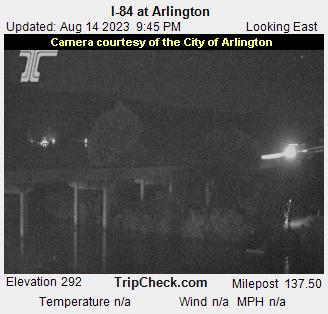 I-84 at Arlington
Updated: Aug 14 2023 9:45 PM Looking East
Camera courtesy of the City of Arlington
Elevation 292 TripCheck.com Milepost 137.50
Temperature n/a Wind n/a MPH n/a